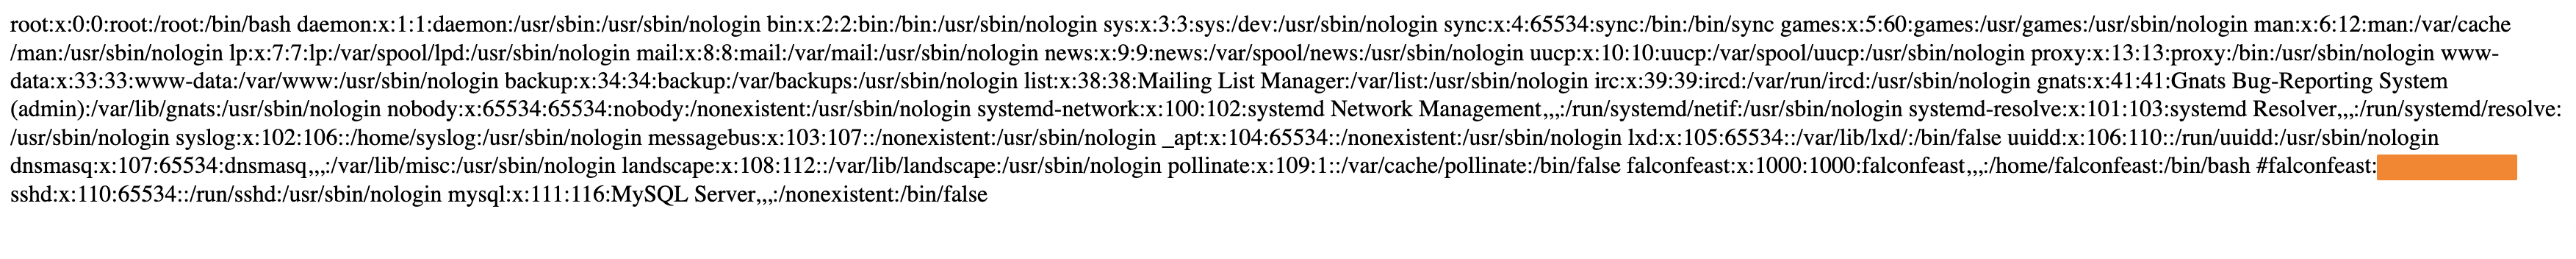 root:x:0:0:root:/root:/bin/bash daemon:x:1:1:daemon:/usr/sbin:/usr/sbin/nologin bin:x:2:2:bin:/bin:/usr/sbin/nologin sys:x:3:3:sys:/dev:/usr/sbin/nologin sync:x:4:65534:sync:/bin:/bin/sync games:x:5:60:games:/usr/games:/usr/sbin/nologin man:x:6:12:man:/var/cache
/man:/usr/sbin/nologin lp:x:7:7:lp:/var/spool/lpd:/usr/sbin/nologin mail:x:8:8:mail:/var/mail:/usr/sbin/nologin news:x:9:9:news:/var/spool/news:/usr/sbin/nologin uucp:x:10:10:uucp:/var/spool/uucp:/usr/sbin/nologin proxy:x:13:13:proxy:/bin:/usr/sbin/nologin www-
data:x:33:33:www-data:/var/www:/usr/sbin/nologin backup:x:34:34:backup:/var/backups:/usr/sbin/nologin list:x:38:38:Mailing List Manager:/var/list:/usr/sbin/nologin irc:x:39:39:ircd:/var/run/ircd:/usr/sbin/nologin gnats:x:41:41:Gnats Bug-Reporting System
(admin):/var/lib/gnats:/usr/sbin/nologin nobody:x:65534:65534:nobody:/nonexistent:/usr/sbin/nologin systemd-network:x:100:102:systemd Network Management,,,:/run/systemd/netif:/usr/sbin/nologin systemd-resolve:x:101:103:systemd Resolver,,,:/run/systemd/resolve:
/usr/sbin/nologin syslog:x:102:106::/home/syslog:/usr/sbin/nologin messagebus:x:103:107::/nonexistent:/usr/sbin/nologin _apt:x:104:65534::/nonexistent:/usr/sbin/nologin lxd:x:105:65534::/var/lib/lxd/:/bin/false uuidd:x:106:110::/run/uuidd:/usr/sbin/nologin
dnsmasq:x:107:65534:dnsmasq,,,:/var/lib/misc:/usr/sbin/nologin landscape:x:108:112::/var/lib/landscape:/usr/sbin/nologin pollinate:x:109:1::/var/cache/pollinate:/bin/false falconfeast:x:1000:1000:falconfeast,,,:/home/falconfeast:/bin/bash #falconfeast:
sshd:x:110:65534::/run/sshd:/usr/sbin/nologin mysql:x:111:116:MySQL Server,,,:/nonexistent:/bin/false